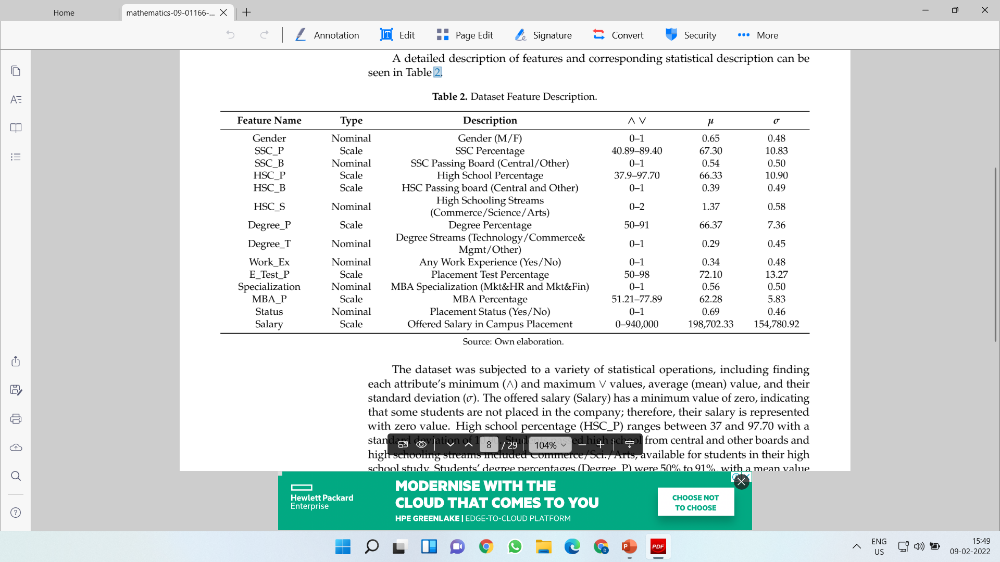 Home
mathematics-09-01166-...
Annotation
Edit
Page Edit
Signature
Convert
Security
More
A detailed description of features and corresponding statistical description can be
seen in Table 2.
Table 2. Dataset Feature Description.
Feature Name Type Description ∧ ∨ μ σ
Gender Nominal Gender (M/F) 0–1 0.65 0.48
SSC_P Scale SSC Percentage 40.89–89.40 67.30 10.83
SSC_B Nominal SSC Passing Board (Central/Other) 0–1 0.54 0.50
HSC_P Scale High School Percentage 37.9–97.70 66.33 10.90
HSC_B Scale HSC Passing board (Central and Other) 0–1 0.39 0.49
HSC_S Nominal High Schooling Streams
(Commerce/Science/Arts) 0–2 1.37 0.58
Degree_P Scale Degree Percentage 50–91 66.37 7.36
Degree_T Nominal Degree Streams (Technology/Commerce&
Mgmt/Other) 0–1 0.29 0.45
Work_Ex Nominal Any Work Experience (Yes/No) 0–1 0.34 0.48
E_Test_P Scale Placement Test Percentage 50–98 72.10 13.27
Specialization Nominal MBA Specialization (Mkt&HR and Mkt&Fin) 0–1 0.56 0.50
MBA_P Scale MBA Percentage 51.21–77.89 62.28 5.83
Status Nominal Placement Status (Yes/No) 0–1 0.69 0.46
Salary Scale Offered Salary in Campus Placement 0–940,000 198,702.33 154,780.92
Source: Own elaboration.
The dataset was subjected to a variety of statistical operations, including finding
each attribute's minimum (∧) and maximum ∨ values, average (mean) value, and their
standard deviation (σ). The offered salary (Salary) has a minimum value of zero, indicating
that some students are not placed in the company; therefore, their salary is represented
with zero value. High school percentage (HSC_P) ranges between 37 and 97.70 with a
standard deviation of 10.90. Students passed high school from central and other boards and
high schooling streams included Commerce/Sci./Arts, available for students in their high
school study. Students' degree percentages (Degree_P) were 50% to 91%, with a mean value
8 / 29
104%
Hewlett Packard
Enterprise
MODERNISE WITH THE
CLOUD THAT COMES TO YOU
HPE GREENLAKE | EDGE-TO-CLOUD PLATFORM
CHOOSE NOT
TO CHOOSE
D
P
PDF
ENG
US
15:49
09-02-2022